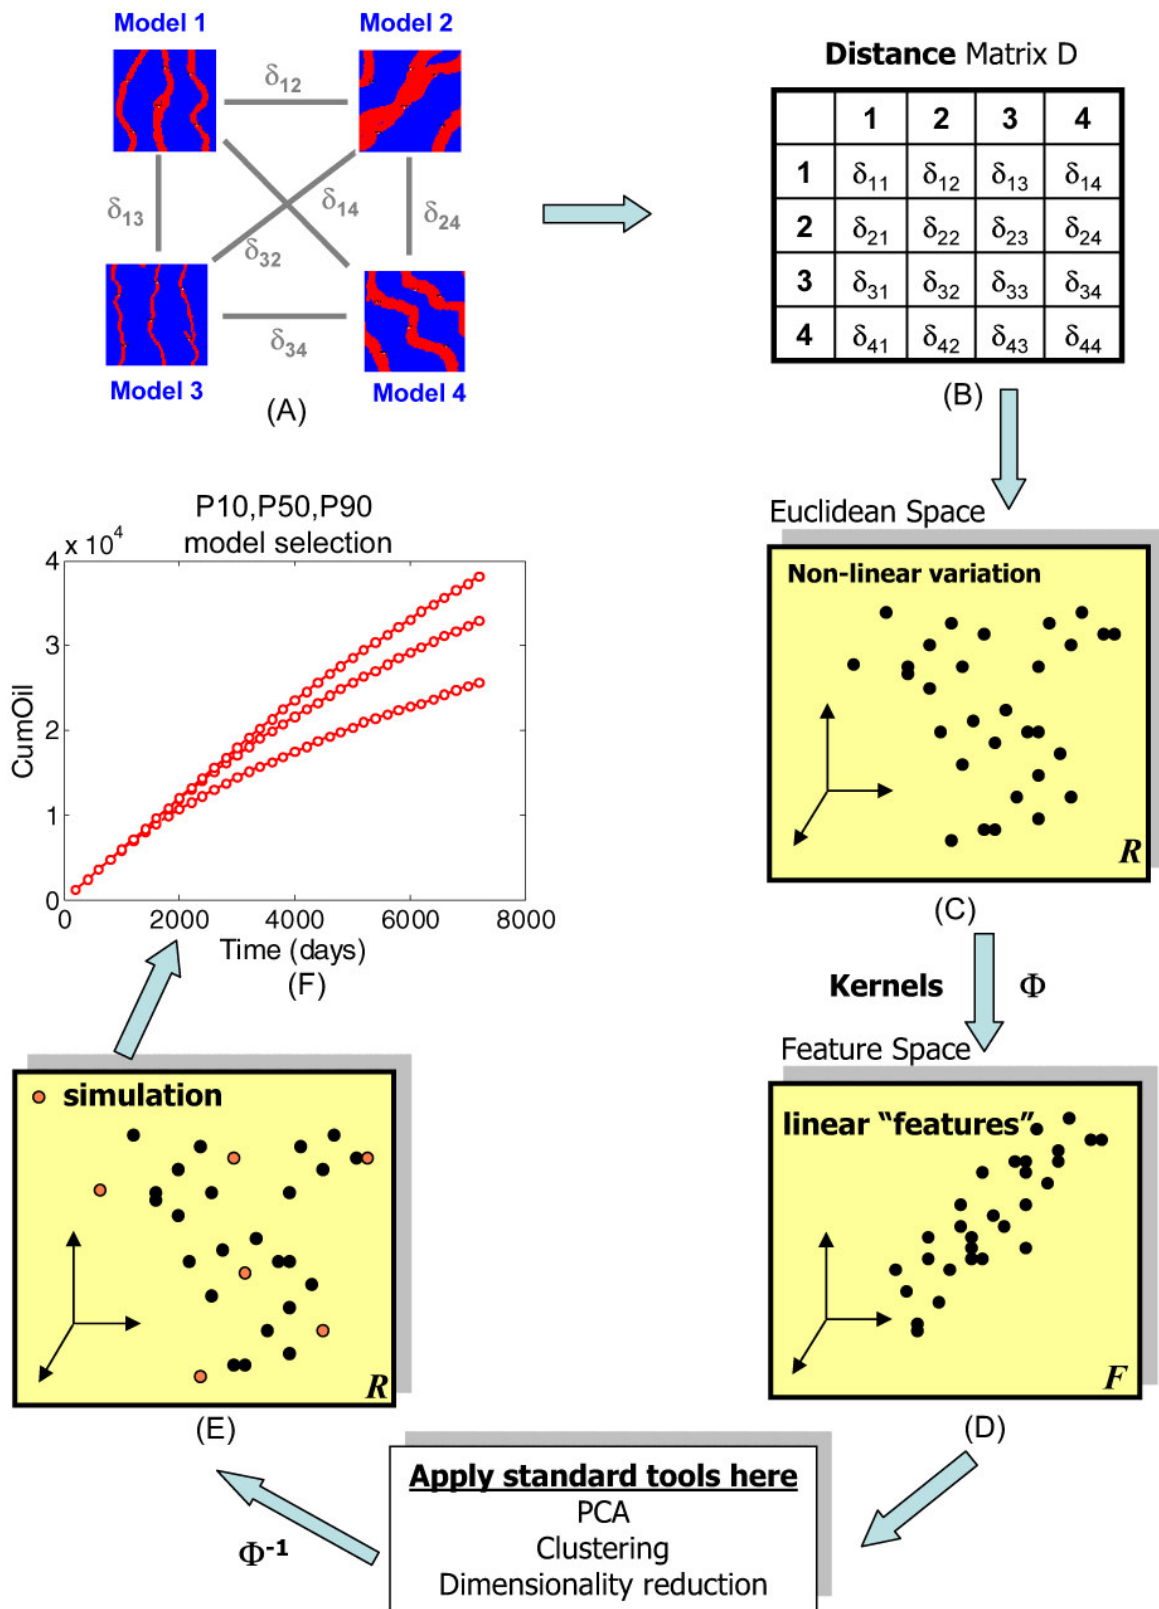 Model 1
Model 2
δ12
δ13
δ14
δ24
δ32
δ34
Model 3
Model 4
(A)
Distance Matrix D
1 2 3 4
1 δ11 δ12 δ13 δ14
2 δ21 δ22 δ23 δ24
3 δ31 δ32 δ33 δ34
4 δ41 δ42 δ43 δ44
(B)
Euclidean Space
Non-linear variation
R
(C)
Kernels Φ
Feature Space
linear “features”
F
(D)
Apply standard tools here
PCA
Clustering
Dimensionality reduction
Φ-1
simulation
R
(E)
P10,P50,P90
model selection
x 10^4
4
3
2
1
0
CumOil
0 2000 4000 6000 8000
Time (days)
(F)